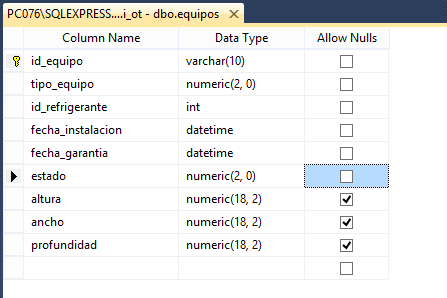 PC076\SQLEXPRESS....i_ot - dbo.equipos
Column Name Data Type Allow Nulls
id_equipo varchar(10)
tipo_equipo numeric(2, 0)
id_refrigerante int
fecha_instalacion datetime
fecha_garantia datetime
estado numeric(2, 0)
altura numeric(18, 2)
ancho numeric(18, 2)
profundidad numeric(18, 2)